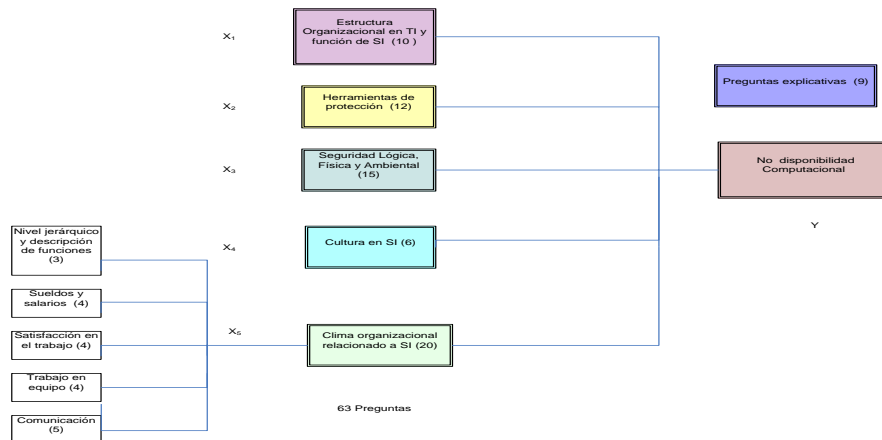 X₁
Estructura
Organizacional en TI y
función de SI (10 )
Preguntas explicativas (9)
X₂
Herramientas de
protección (12)
X₃
Seguridad Lógica,
Física y Ambiental
(15)
No disponibilidad
Computacional
Y
X₄
Cultura en SI (6)
Nivel jerárquico
y descripción
de funciones
(3)
Sueldos y
salarios (4)
Satisfacción en
el trabajo (4)
Trabajo en
equipo (4)
Comunicación
(5)
X₅
Clima organizacional
relacionado a SI (20)
63 Preguntas